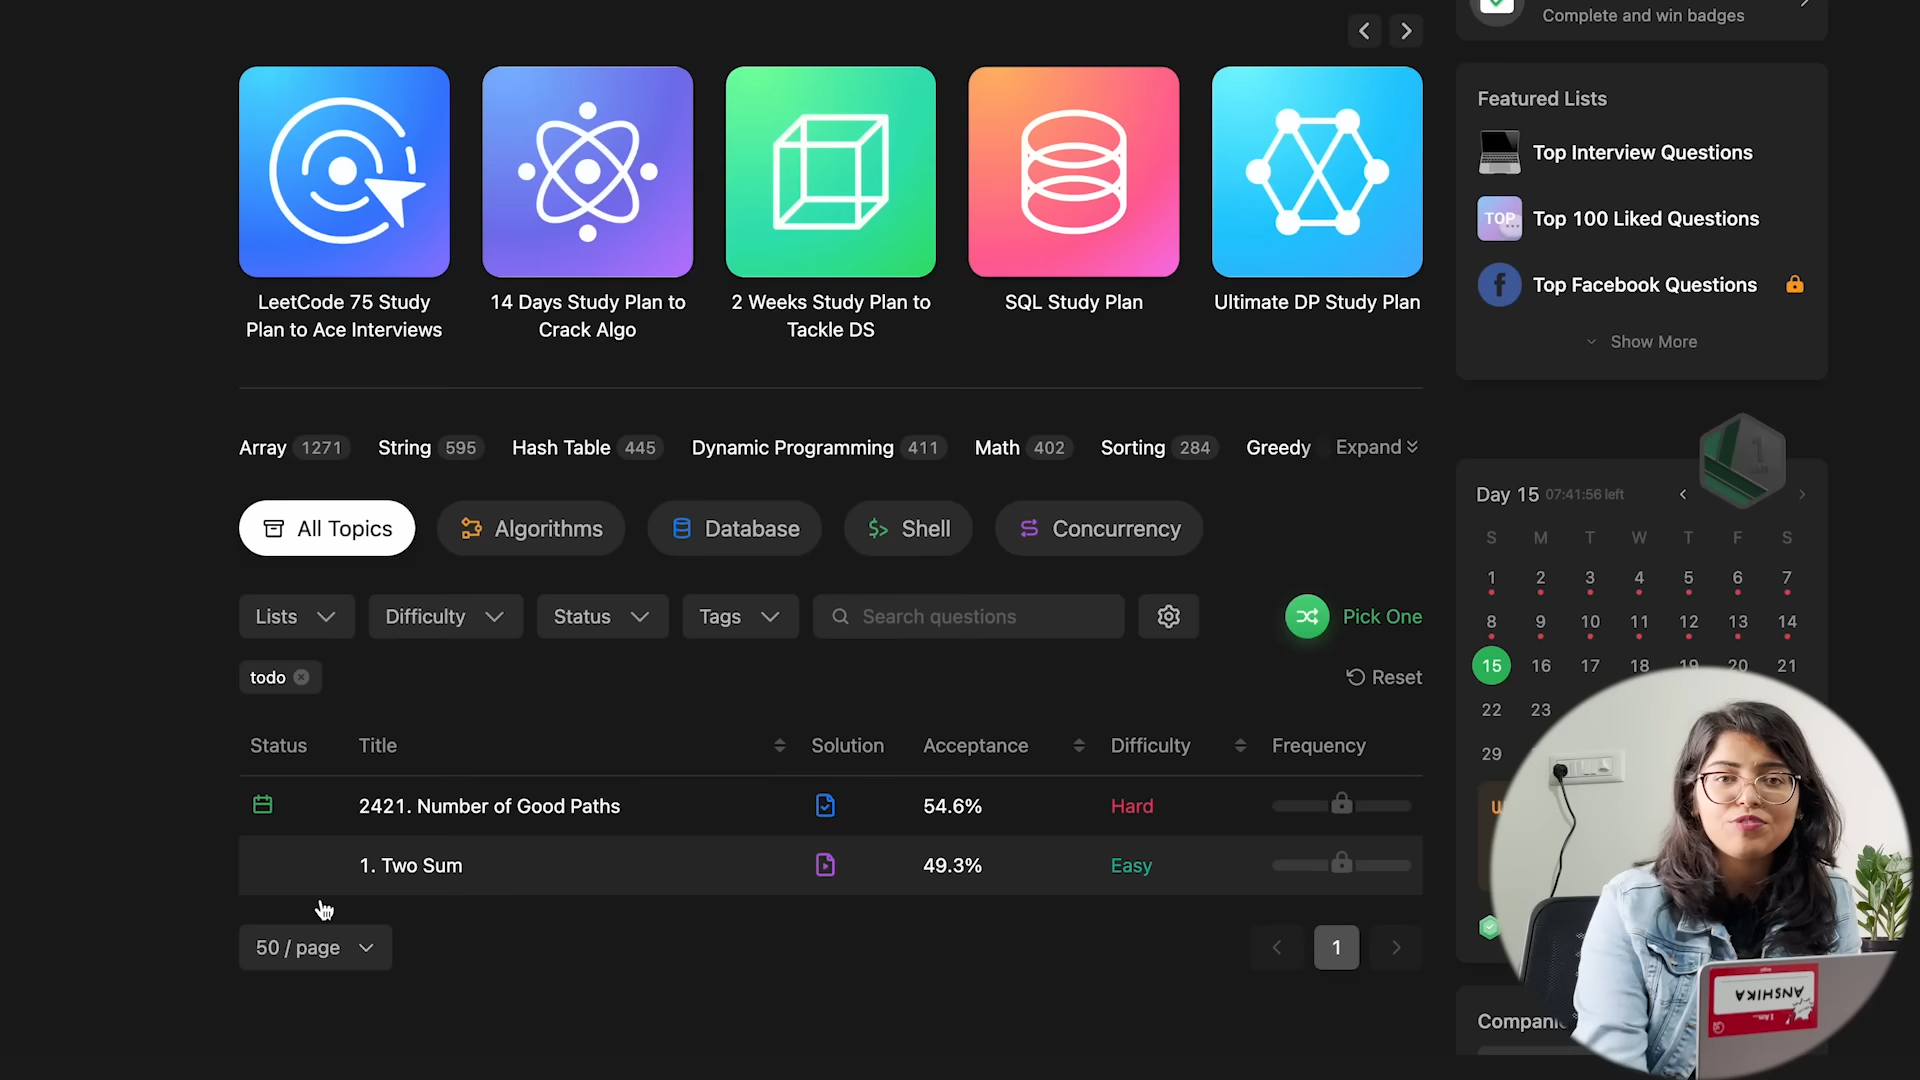 Complete and win badges
Featured Lists
Top Interview Questions
TOP
Top 100 Liked Questions
f
Top Facebook Questions
Show More
LeetCode 75 Study
Plan to Ace Interviews
14 Days Study Plan to
Crack Algo
2 Weeks Study Plan to
Tackle DS
SQL Study Plan
Ultimate DP Study Plan
Array 1271 String 595 Hash Table 445 Dynamic Programming 411 Math 402 Sorting 284 Greedy Expand
All Topics Algorithms Database $> Shell Concurrency
Lists Difficulty Status Tags Search questions Pick One
todo Reset
Status Title Solution Acceptance Difficulty Frequency
2421. Number of Good Paths 54.6% Hard
1. Two Sum 49.3% Easy
50 / page 1
1
JAN
Day 15 07:41:56 left
S M T W T F S
1 2 3 4 5 6 7
8 9 10 11 12 13 14
15 16 17 18 19 20 21
22 23
29
ANSHIKA